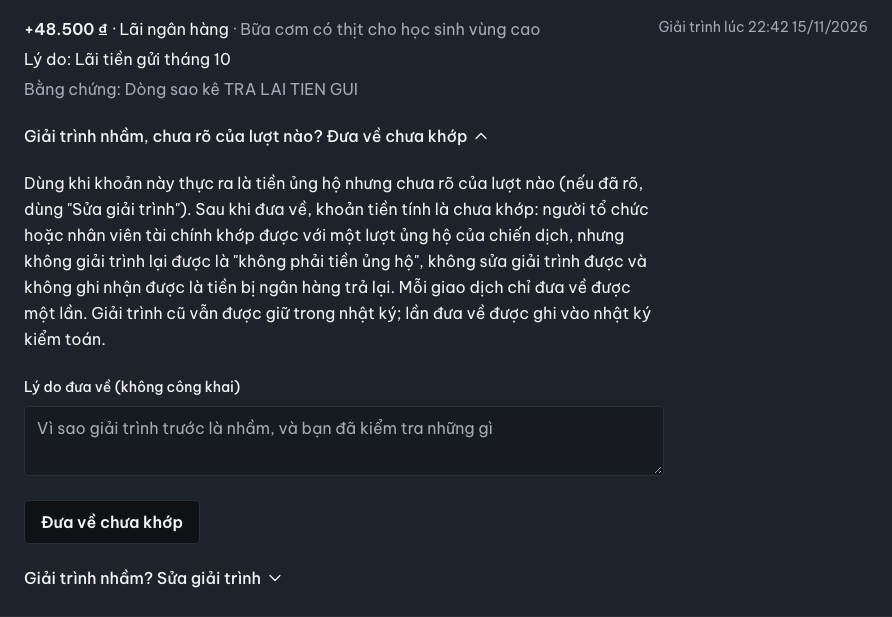 +48.500 ₫ · Lãi ngân hàng · Bữa cơm có thịt cho học sinh vùng cao
Giải trình lúc 22:42 15/11/2026
Lý do: Lãi tiền gửi tháng 10
Bằng chứng: Dòng sao kê TRA LAI TIEN GUI
Giải trình nhầm, chưa rõ của lượt nào? Đưa về chưa khớp
Dùng khi khoản này thực ra là tiền ủng hộ nhưng chưa rõ của lượt nào (nếu đã rõ,
dùng "Sửa giải trình"). Sau khi đưa về, khoản tiền tính là chưa khớp: người tổ chức
hoặc nhân viên tài chính khớp được với một lượt ủng hộ của chiến dịch, nhưng
không giải trình lại được là "không phải tiền ủng hộ", không sửa giải trình được và
không ghi nhận được là tiền bị ngân hàng trả lại. Mỗi giao dịch chỉ đưa về được
một lần. Giải trình cũ vẫn được giữ trong nhật ký; lần đưa về được ghi vào nhật ký
kiểm toán.
Lý do đưa về (không công khai)
Vì sao giải trình trước là nhầm, và bạn đã kiểm tra những gì
Đưa về chưa khớp
Giải trình nhầm? Sửa giải trình